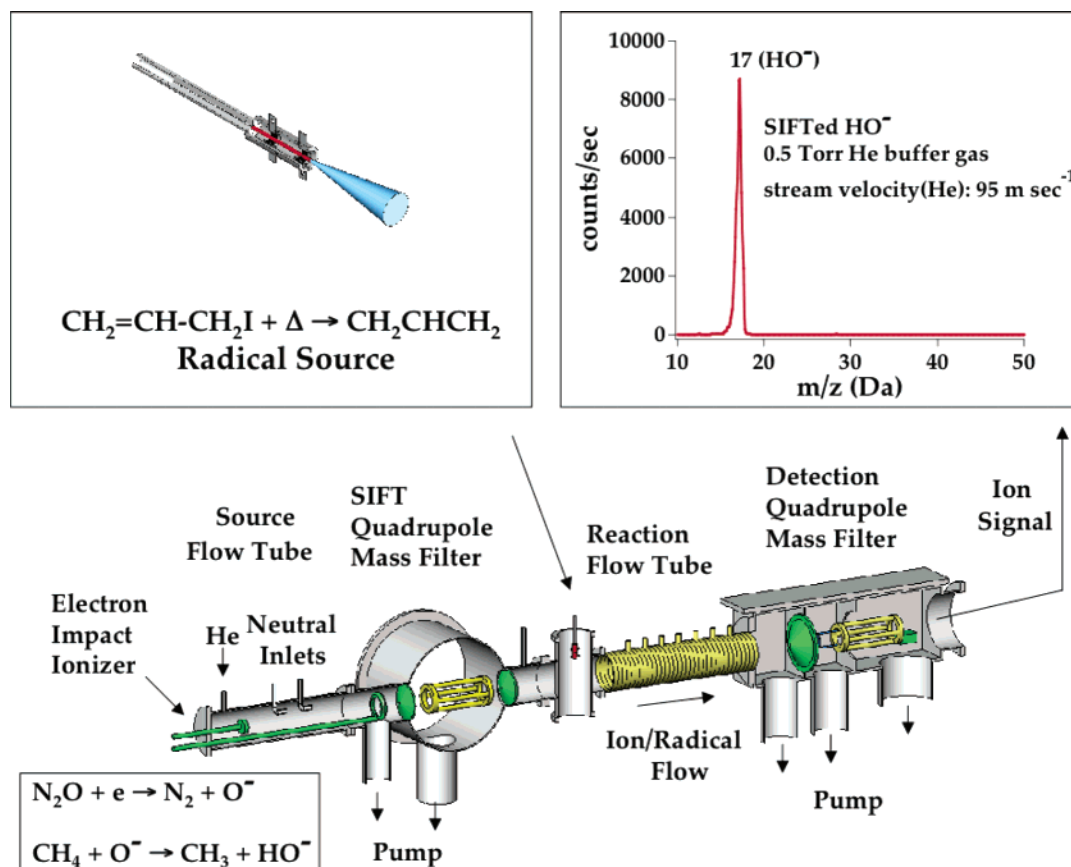 CH₂=CH-CH₂I + Δ → CH₂CHCH₂
Radical Source
10000
8000
6000
4000
2000
0
counts/sec
17 (HO⁻)
SIFTed HO⁻
0.5 Torr He buffer gas
stream velocity(He): 95 m sec⁻¹
10
20
30
40
50
m/z (Da)
Electron
Impact
Ionizer
He
Source
Flow Tube
Neutral
Inlets
SIFT
Quadrupole
Mass Filter
Reaction
Flow Tube
Detection
Quadrupole
Mass Filter
Ion
Signal
Ion/Radical
Flow
Pump
Pump
N₂O + e → N₂ + O⁻
CH₄ + O⁻ → CH₃ + HO⁻